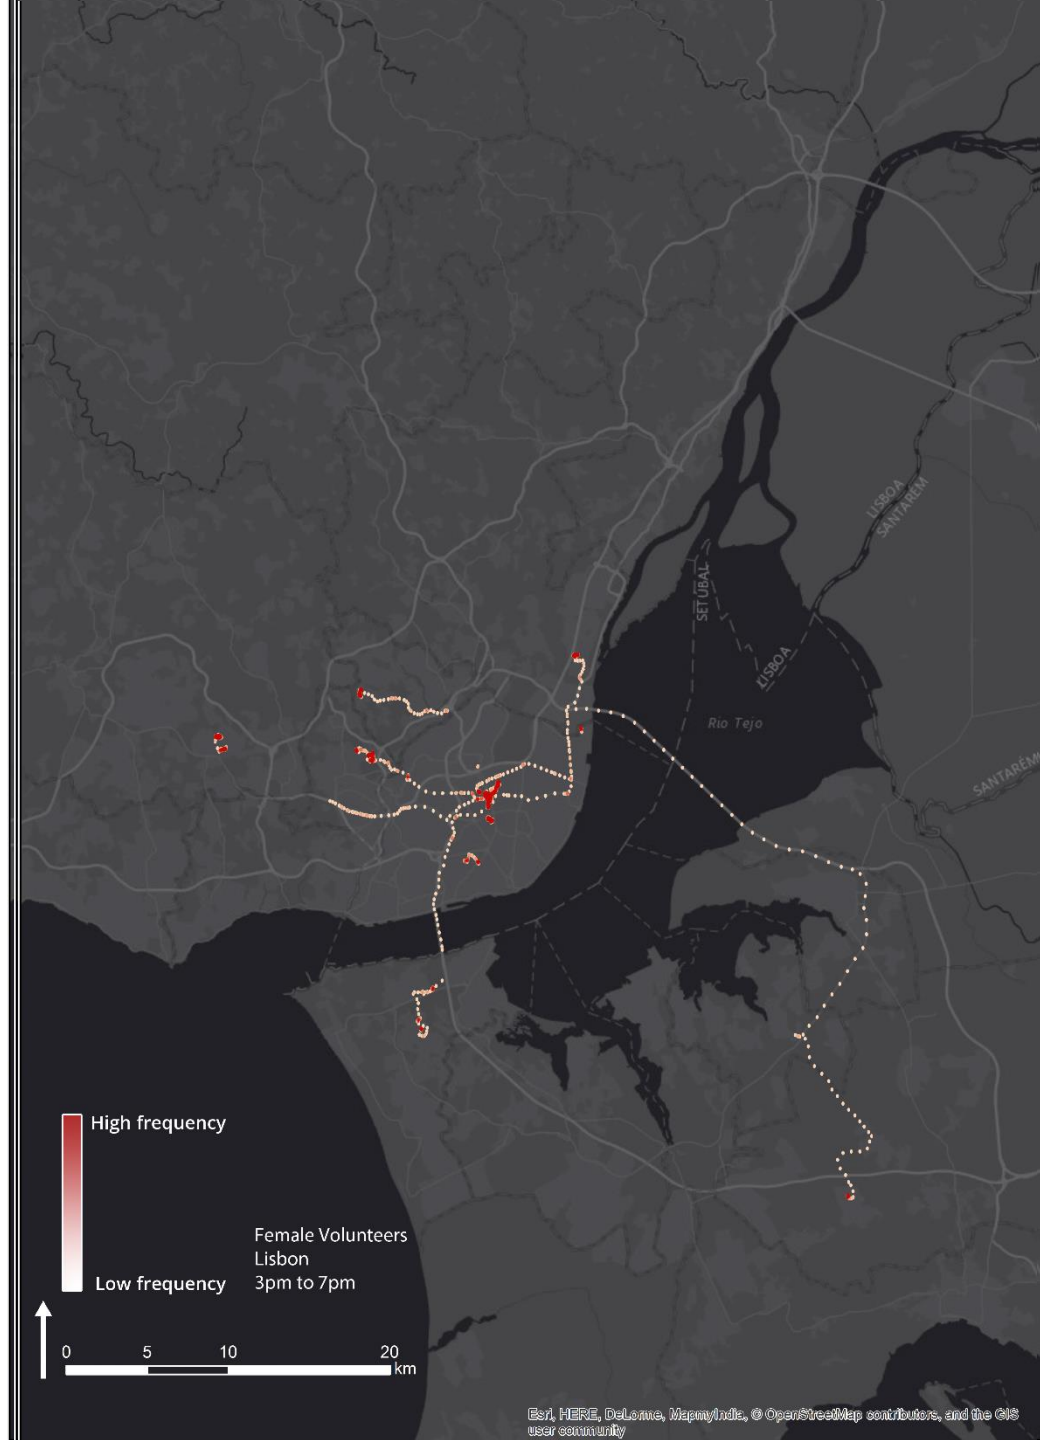 LISBOA
SANTARÉM
SETÚBAL
LISBOA
Rio Tejo
SANTARÉM
High frequency
Low frequency
Female Volunteers
Lisbon
3pm to 7pm
0 5 10 20
km
Esri, HERE, DeLorme, MapmyIndia, © OpenStreetMap contributors, and the GIS
user community